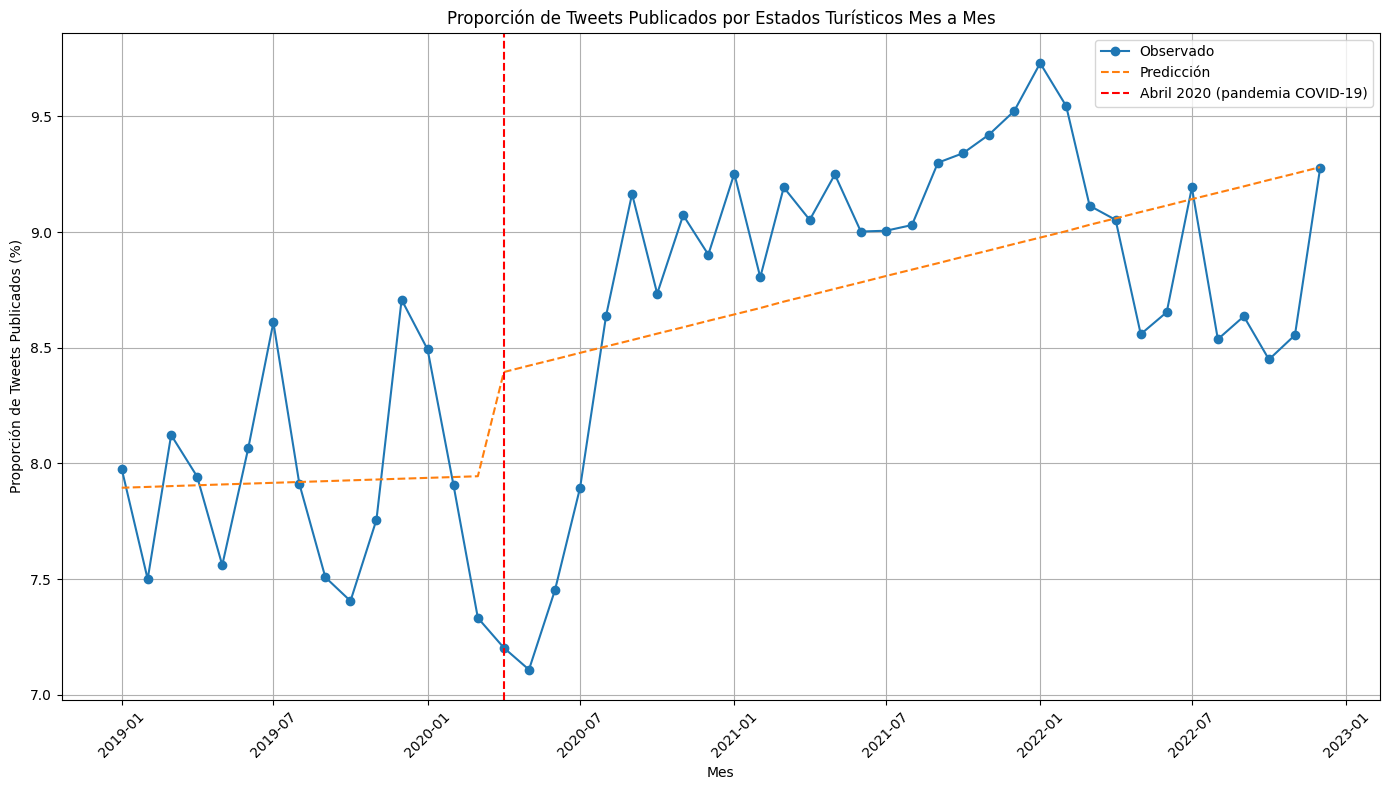 Proporción de Tweets Publicados por Estados Turísticos Mes a Mes
Observado
Predicción
Abril 2020 (pandemia COVID-19)
Proporción de Tweets Publicados (%)
9.5
9.0
8.5
8.0
7.5
7.0
2019-01
2019-07
2020-01
2020-07
2021-01
2021-07
2022-01
2022-07
2023-01
Mes